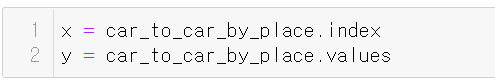 1 x = car_to_car_by_place.index
2 y = car_to_car_by_place.values